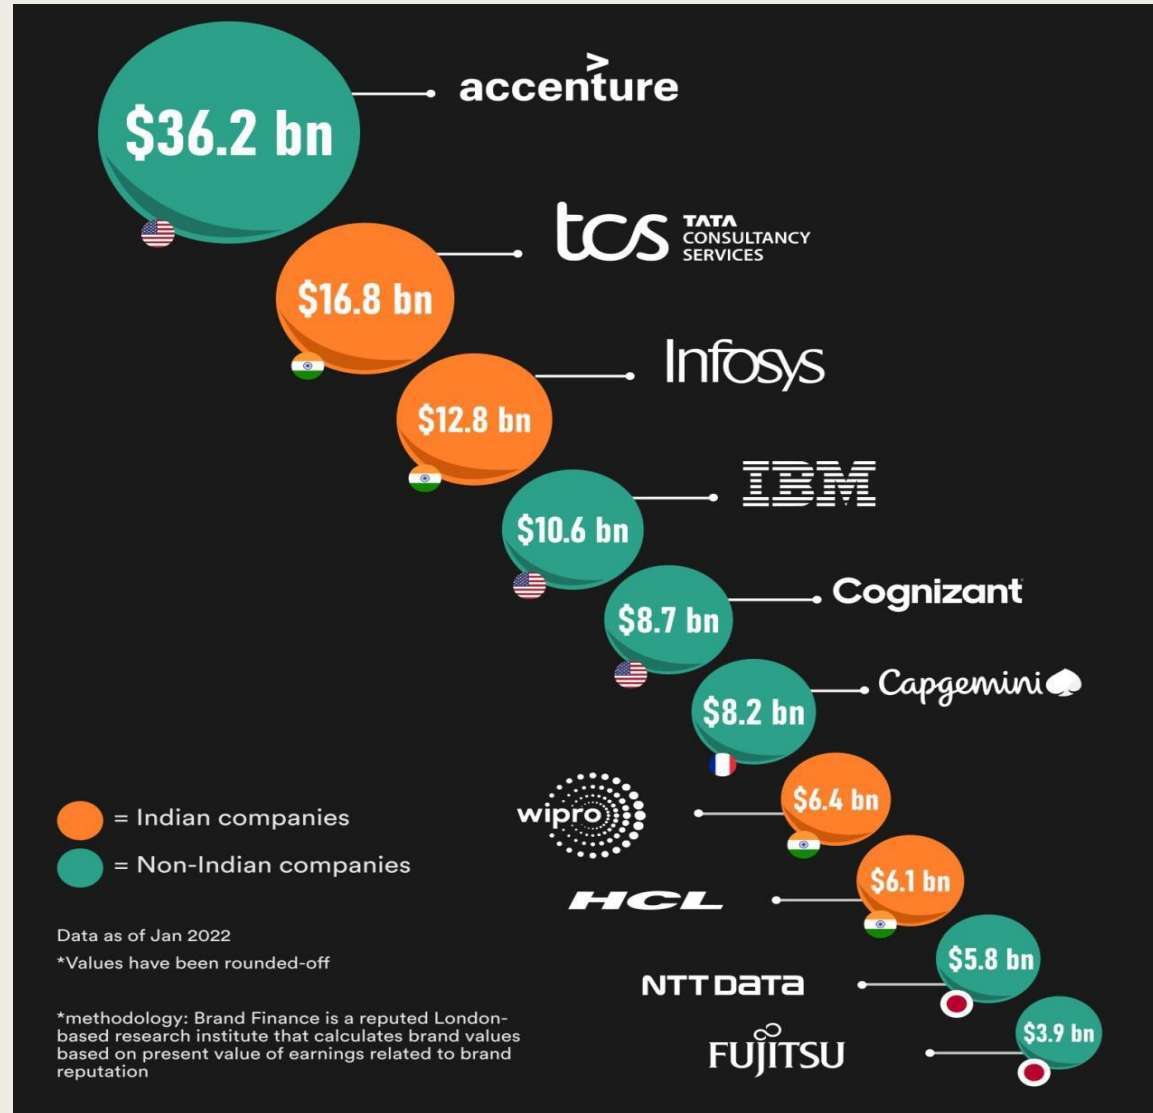 $36.2 bn
accenture
$16.8 bn
tcs TATA
CONSULTANCY
SERVICES
$12.8 bn
Infosys
$10.6 bn
IBM
$8.7 bn
Cognizant
$8.2 bn
Capgemini
wipro
$6.4 bn
HCL
$6.1 bn
NTT DATA
$5.8 bn
FUJITSU
$3.9 bn
= Indian companies
= Non-Indian companies
Data as of Jan 2022
*Values have been rounded-off
*methodology: Brand Finance is a reputed London-
based research institute that calculates brand values
based on present value of earnings related to brand
reputation